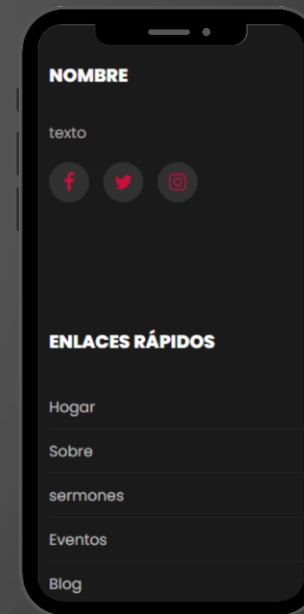 NOMBRE
texto
ENLACES RÁPIDOS
Hogar
Sobre
sermones
Eventos
Blog